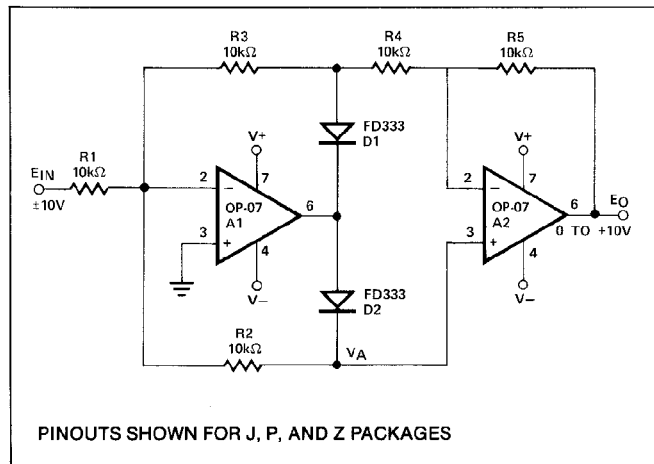 R3
10kΩ
R4
10kΩ
R5
10kΩ
FD333
D1
V+
V+
EIN
R1
10kΩ
±10V
2
−
7
6
OP-07
A1
3
+
4
V−
2
−
7
6
EO
OP-07
A2
0 TO +10V
3
+
4
V−
FD333
D2
R2
10kΩ
VA
PINOUTS SHOWN FOR J, P, AND Z PACKAGES